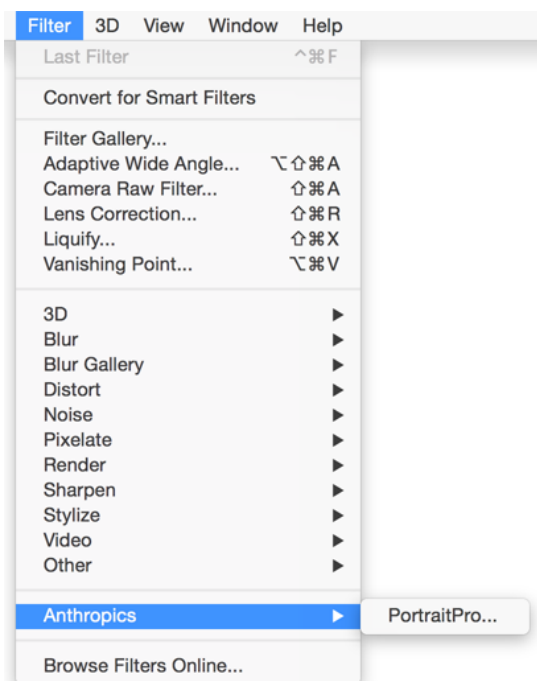 Filter 3D View Window Help
Last Filter ^⌘F
Convert for Smart Filters
Filter Gallery...
Adaptive Wide Angle... ⌥⇧⌘A
Camera Raw Filter... ⇧⌘A
Lens Correction... ⇧⌘R
Liquify... ⇧⌘X
Vanishing Point... ⌥⌘V
3D ▶
Blur ▶
Blur Gallery ▶
Distort ▶
Noise ▶
Pixelate ▶
Render ▶
Sharpen ▶
Stylize ▶
Video ▶
Other ▶
Anthropics ▶ PortraitPro...
Browse Filters Online...